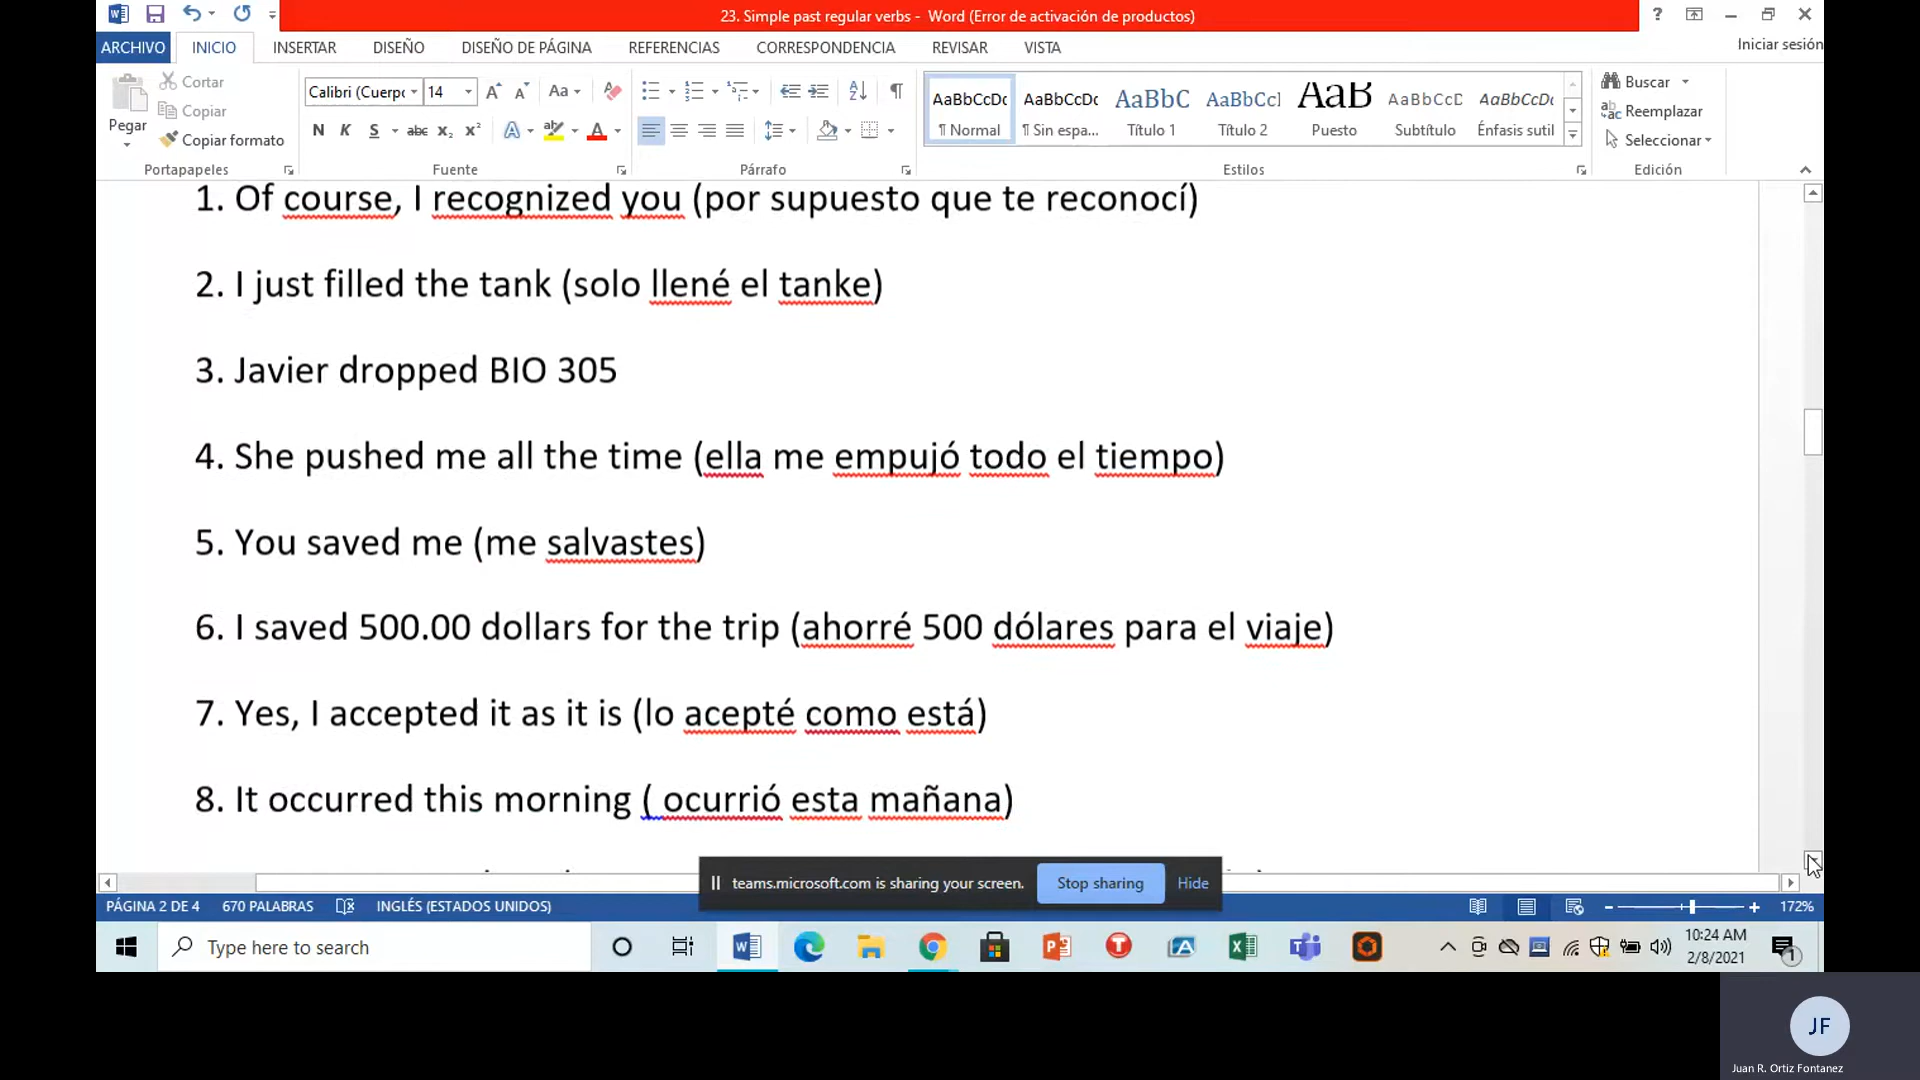 23. Simple past regular verbs - Word (Error de activación de productos)
ARCHIVO INICIO INSERTAR DISEÑO DISEÑO DE PÁGINA REFERENCIAS CORRESPONDENCIA REVISAR VISTA Iniciar sesión
Pegar
Cortar
Copiar
Copiar formato
Portapapeles
Calibri (Cuerpo 14
Fuente
Párrafo
AaBbCcDc AaBbCcDc AaBbC AaBbCcI AaB AaBbCcD AaBbCcDc
¶ Normal ¶ Sin espa... Título 1 Título 2 Puesto Subtítulo Énfasis sutil
Estilos
Buscar
Reemplazar
Seleccionar
Edición
1. Of course, I recognized you (por supuesto que te reconocí)
2. I just filled the tank (solo llené el tanke)
3. Javier dropped BIO 305
4. She pushed me all the time (ella me empujó todo el tiempo)
5. You saved me (me salvastes)
6. I saved 500.00 dollars for the trip (ahorré 500 dólares para el viaje)
7. Yes, I accepted it as it is (lo acepté como está)
8. It occurred this morning ( ocurrió esta mañana)
teams.microsoft.com is sharing your screen. Stop sharing Hide
PÁGINA 2 DE 4 670 PALABRAS INGLÉS (ESTADOS UNIDOS) 172%
Type here to search
10:24 AM
2/8/2021
JF
Juan R. Ortiz Fontanez